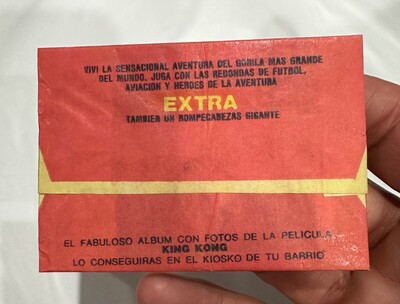 VIVI LA SENSACIONAL AVENTURA DEL GORILA MAS GRANDE
DEL MUNDO. JUGA CON LAS REDONDAS DE FUTBOL,
AVIACION Y HEROES DE LA AVENTURA
EXTRA
TAMBIEN UN ROMPECABEZAS GIGANTE
EL FABULOSO ALBUM CON FOTOS DE LA PELICULA
KING KONG
LO CONSEGUIRAS EN EL KIOSKO DE TU BARRIO